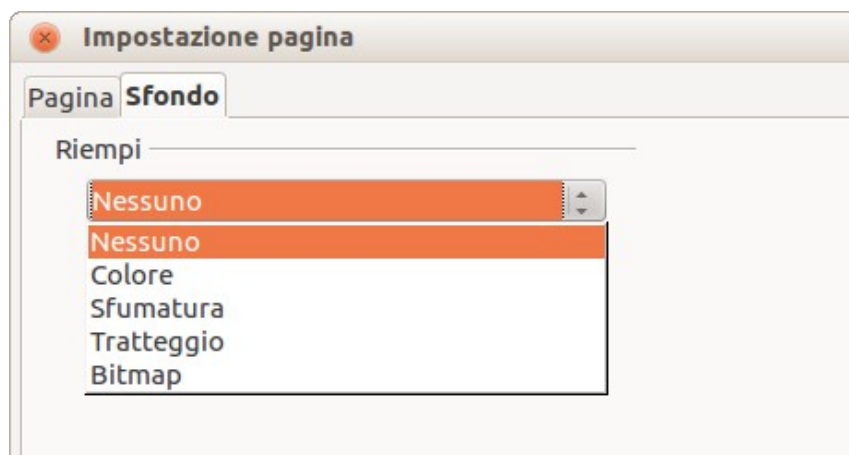 Impostazione pagina
Pagina Sfondo
Riempi
Nessuno
Nessuno
Colore
Sfumatura
Tratteggio
Bitmap